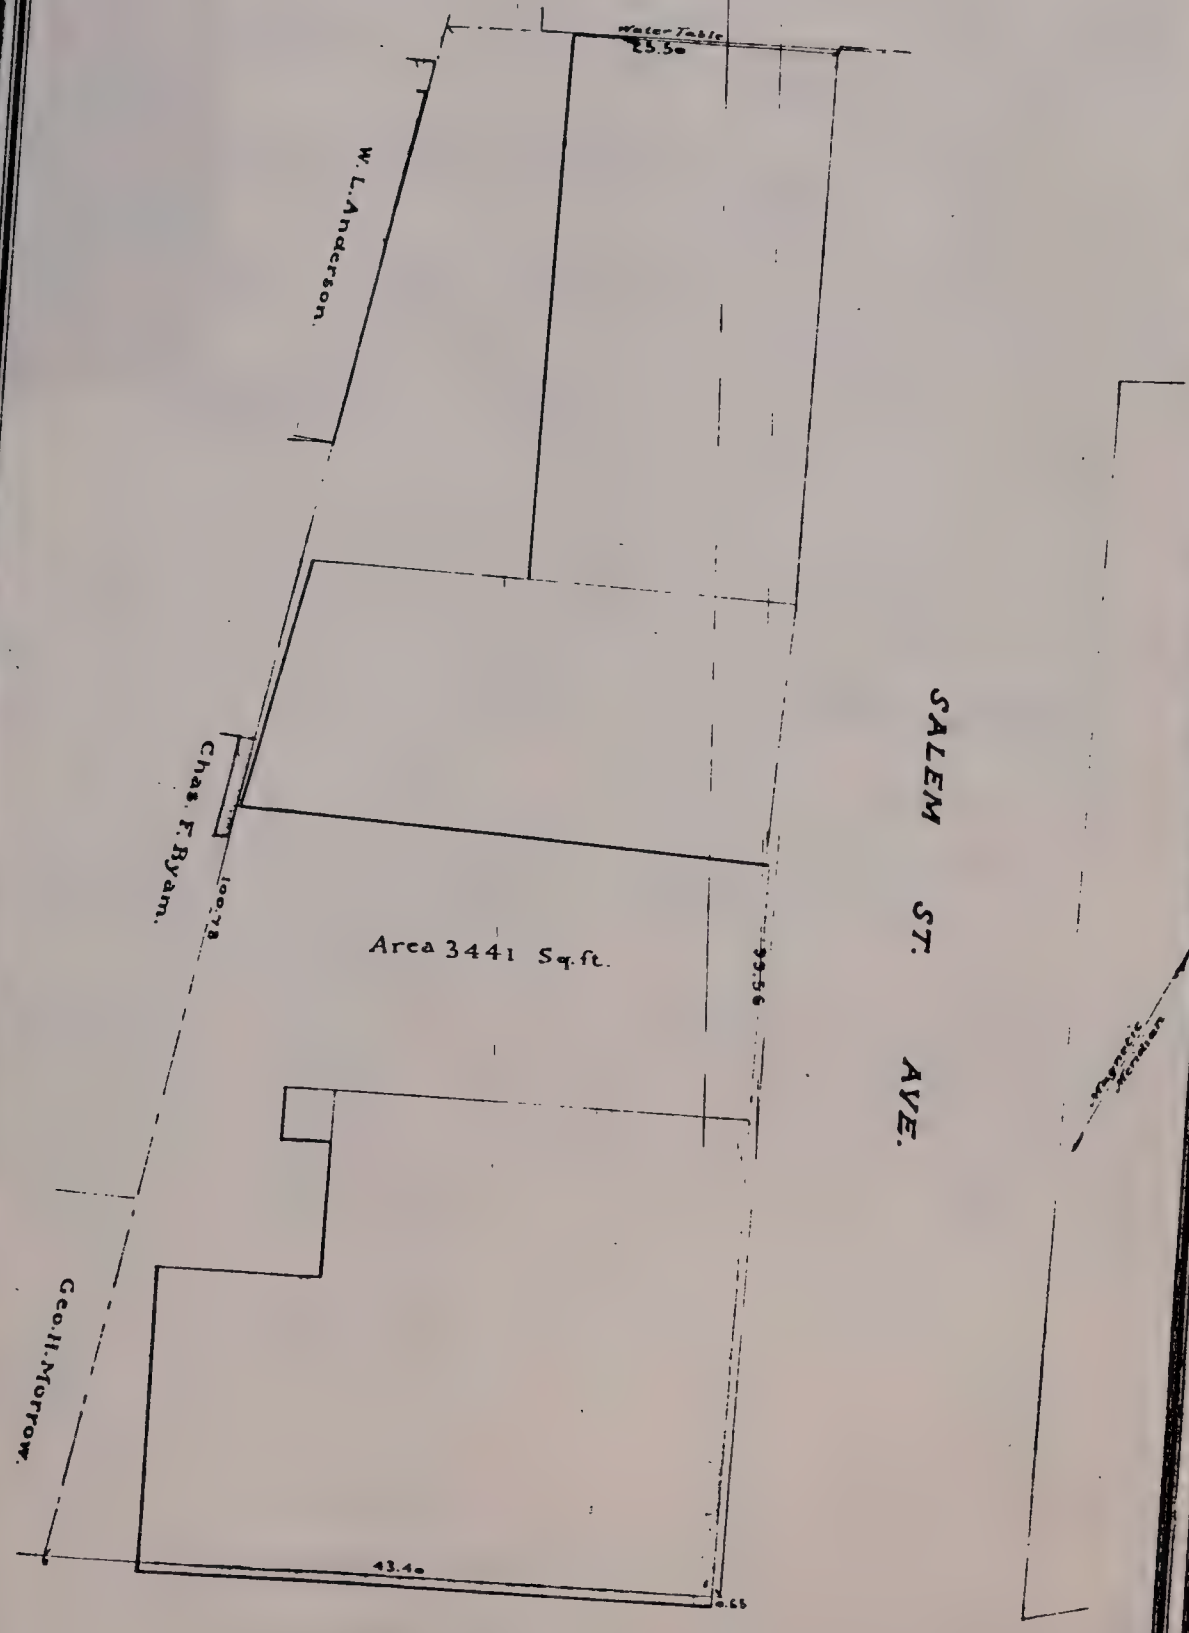 Water Table
25.50
W. L. Anderson.
SALEM ST. AVE.
Chas. F. Byam.
100.78
Area 3441 Sq.ft.
99.56
Magnetic
Meridian
Geo. H. Morrow.
43.40
0.65